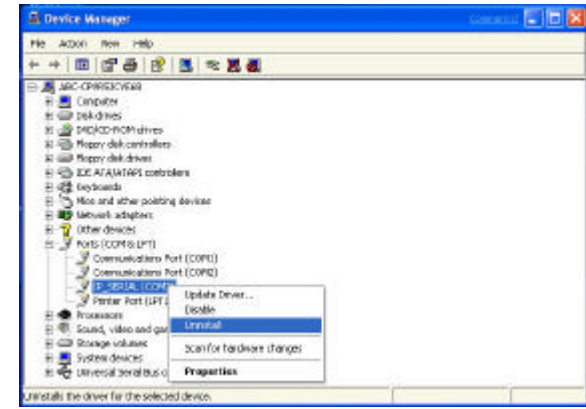 Device Manager
File Action View Help
Computer
Disk drives
DVD/CD-ROM drives
Floppy disk controllers
Floppy disk drives
IDE ATA/ATAPI controllers
Keyboards
Mice and other pointing devices
Network adapters
Other devices
Ports (COM & LPT)
Communications Port (COM1)
Communications Port (COM2)
Printer Port (LPT
Processors
Sound, video and
Storage volumes
System devices
Universal Serial Bus
Update Driver...
Disable
Uninstall
Scan for hardware changes
Properties
Uninstalls the driver for the selected device.